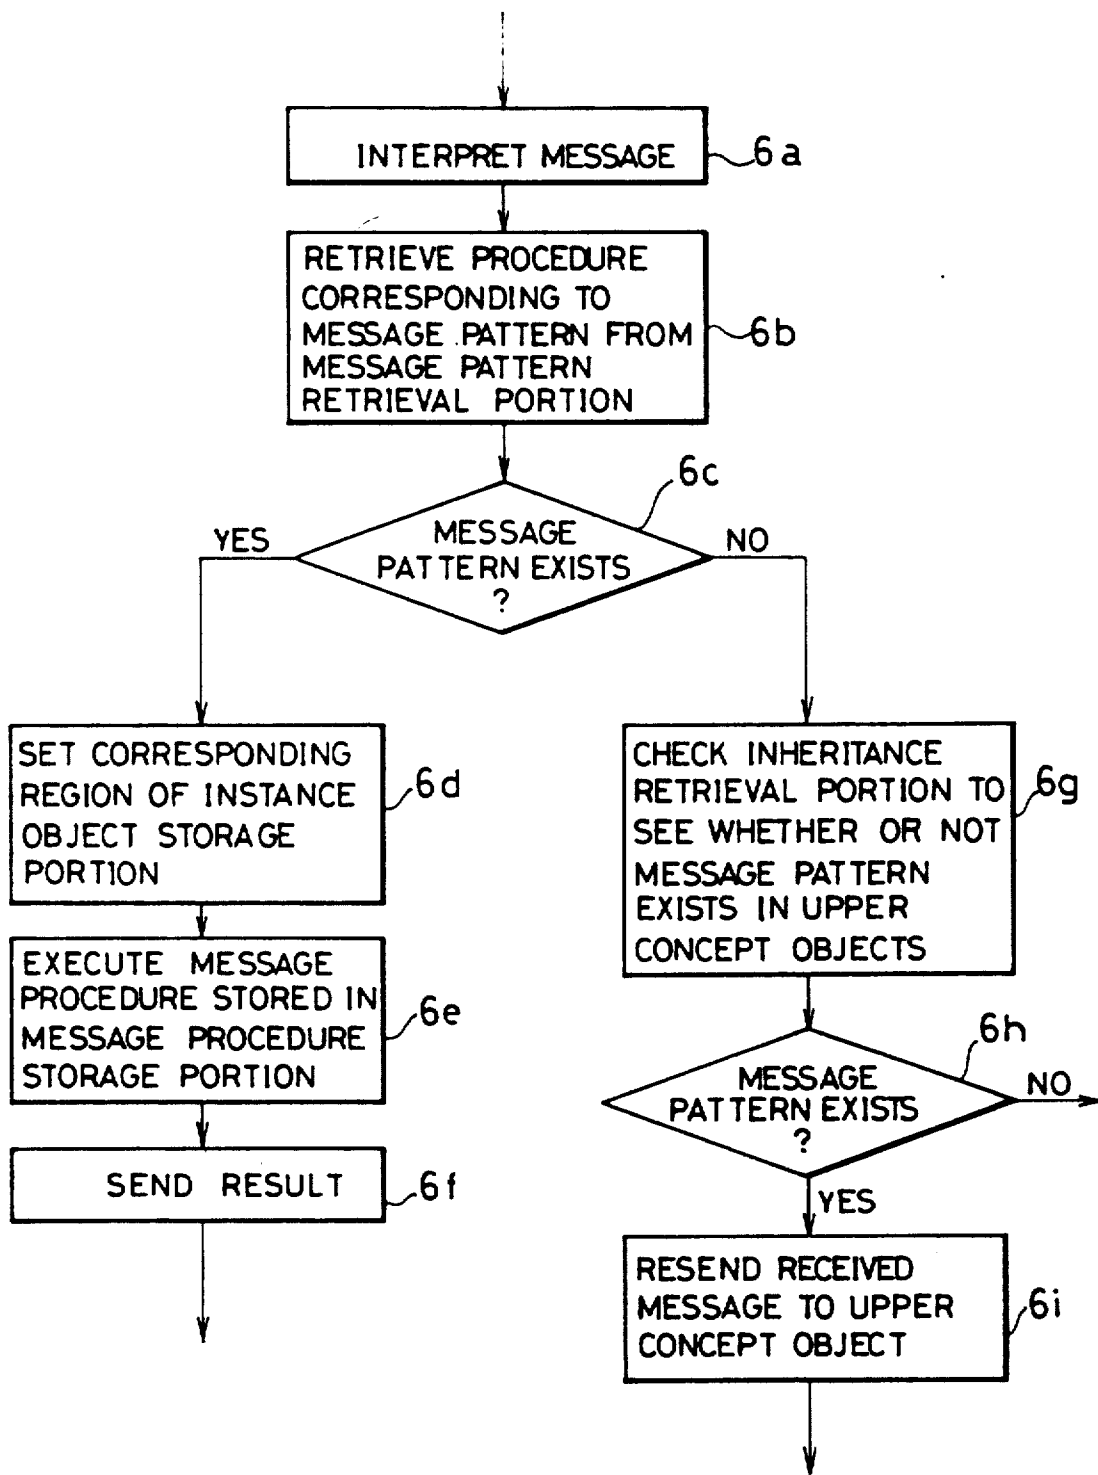 INTERPRET MESSAGE
6a
RETRIEVE PROCEDURE
CORRESPONDING TO
MESSAGE PATTERN FROM
MESSAGE PATTERN
RETRIEVAL PORTION
6b
6c
MESSAGE
PATTERN EXISTS
?
YES
NO
SET CORRESPONDING
REGION OF INSTANCE
OBJECT STORAGE
PORTION
6d
EXECUTE MESSAGE
PROCEDURE STORED IN
MESSAGE PROCEDURE
STORAGE PORTION
6e
SEND RESULT
6f
CHECK INHERITANCE
RETRIEVAL PORTION TO
SEE WHETHER OR NOT
MESSAGE PATTERN
EXISTS IN UPPER
CONCEPT OBJECTS
6g
6h
MESSAGE
PATTERN EXISTS
?
NO
YES
RESEND RECEIVED
MESSAGE TO UPPER
CONCEPT OBJECT
6i